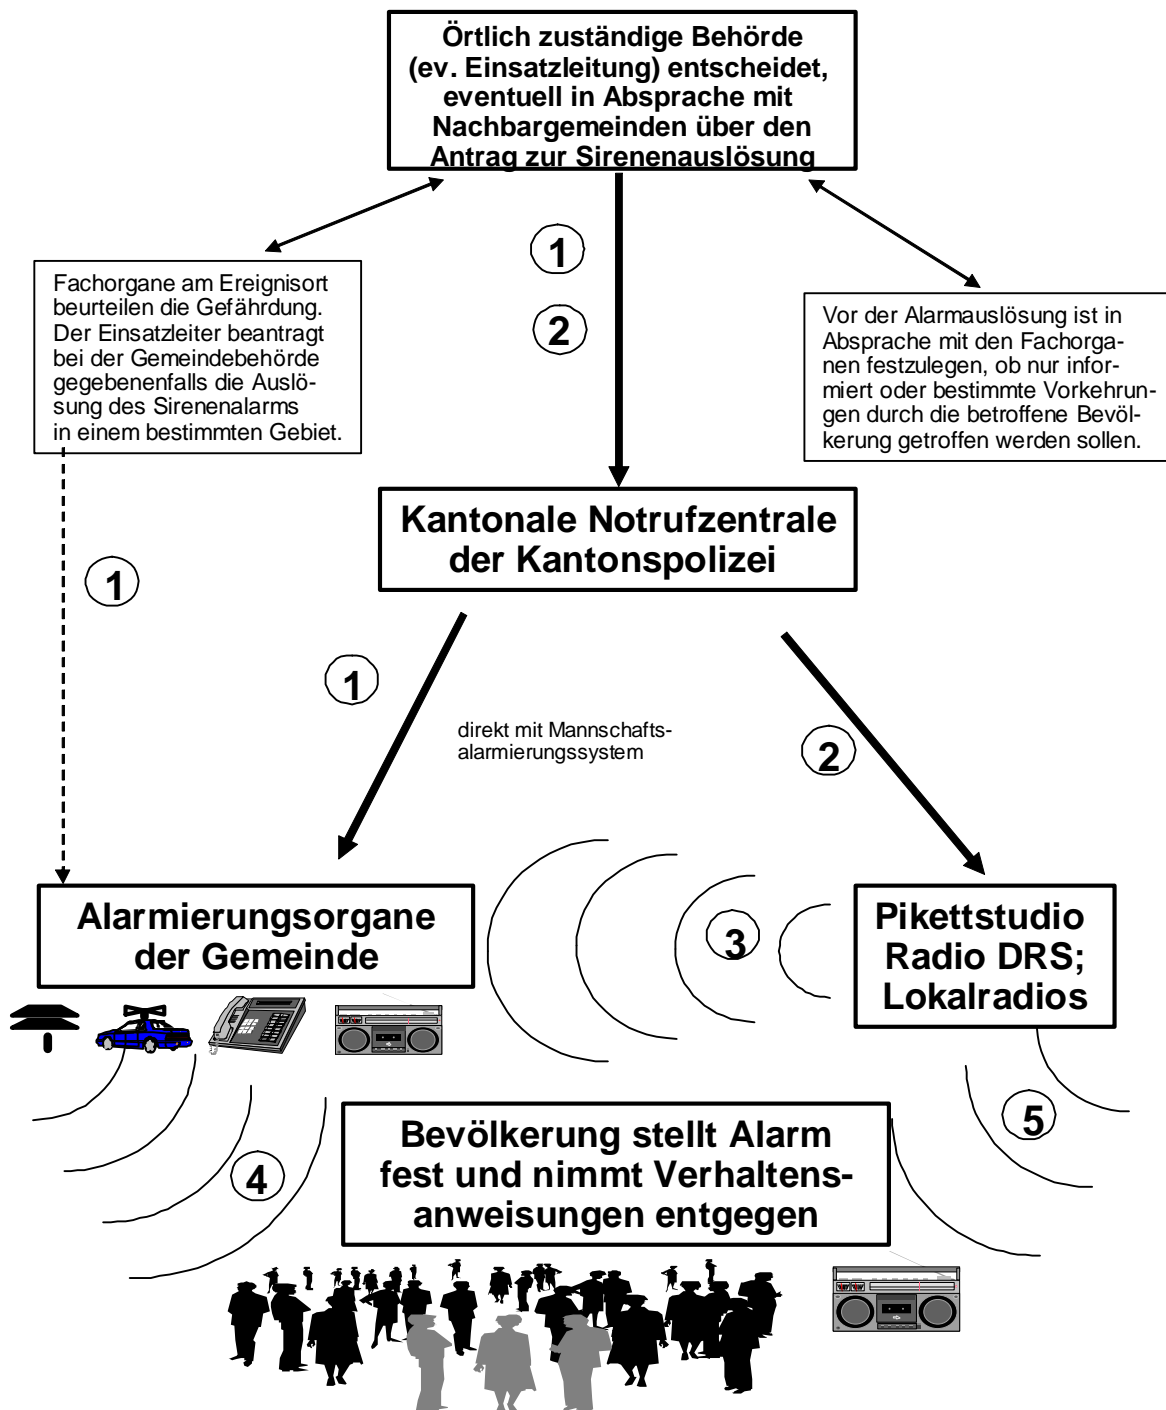 Örtlich zuständige Behörde
(ev. Einsatzleitung) entscheidet,
eventuell in Absprache mit
Nachbargemeinden über den
Antrag zur Sirenenauslösung
1
2
Fachorgane am Ereignisort
beurteilen die Gefährdung.
Der Einsatzleiter beantragt
bei der Gemeindebehörde
gegebenenfalls die Auslö-
sung des Sirenenalarms
in einem bestimmten Gebiet.
Vor der Alarmauslösung ist in
Absprache mit den Fachorga-
nen festzulegen, ob nur infor-
miert oder bestimmte Vorkehrun-
gen durch die betroffene Bevöl-
kerung getroffen werden sollen.
Kantonale Notrufzentrale
der Kantonspolizei
1
1
direkt mit Mannschafts-
alarmierungssystem
2
Alarmierungsorgane
der Gemeinde
3
Pikettstudio
Radio DRS;
Lokalradios
4
5
Bevölkerung stellt Alarm
fest und nimmt Verhaltens-
anweisungen entgegen